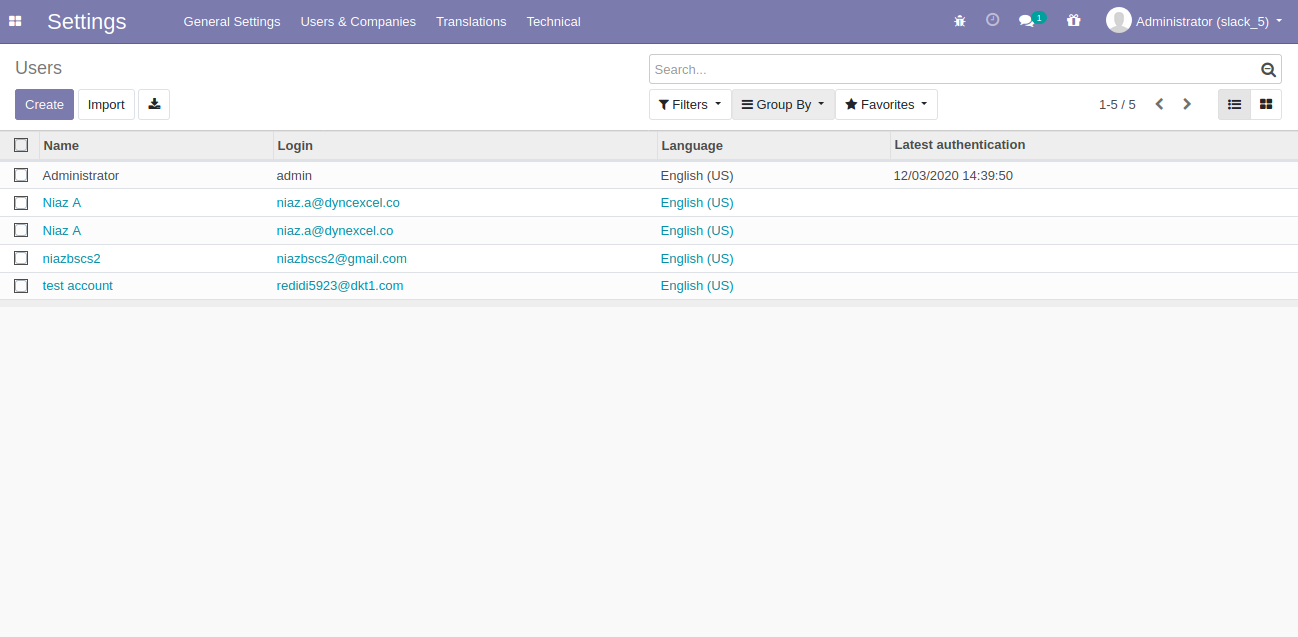 Settings General Settings Users & Companies Translations Technical 1 Administrator (slack_5)
Users Search...
Create Import Filters Group By Favorites 1-5 / 5
Name Login Language Latest authentication
Administrator admin English (US) 12/03/2020 14:39:50
Niaz A niaz.a@dyncexcel.co English (US)
Niaz A niaz.a@dynexcel.co English (US)
niazbscs2 niazbscs2@gmail.com English (US)
test account redidi5923@dkt1.com English (US)